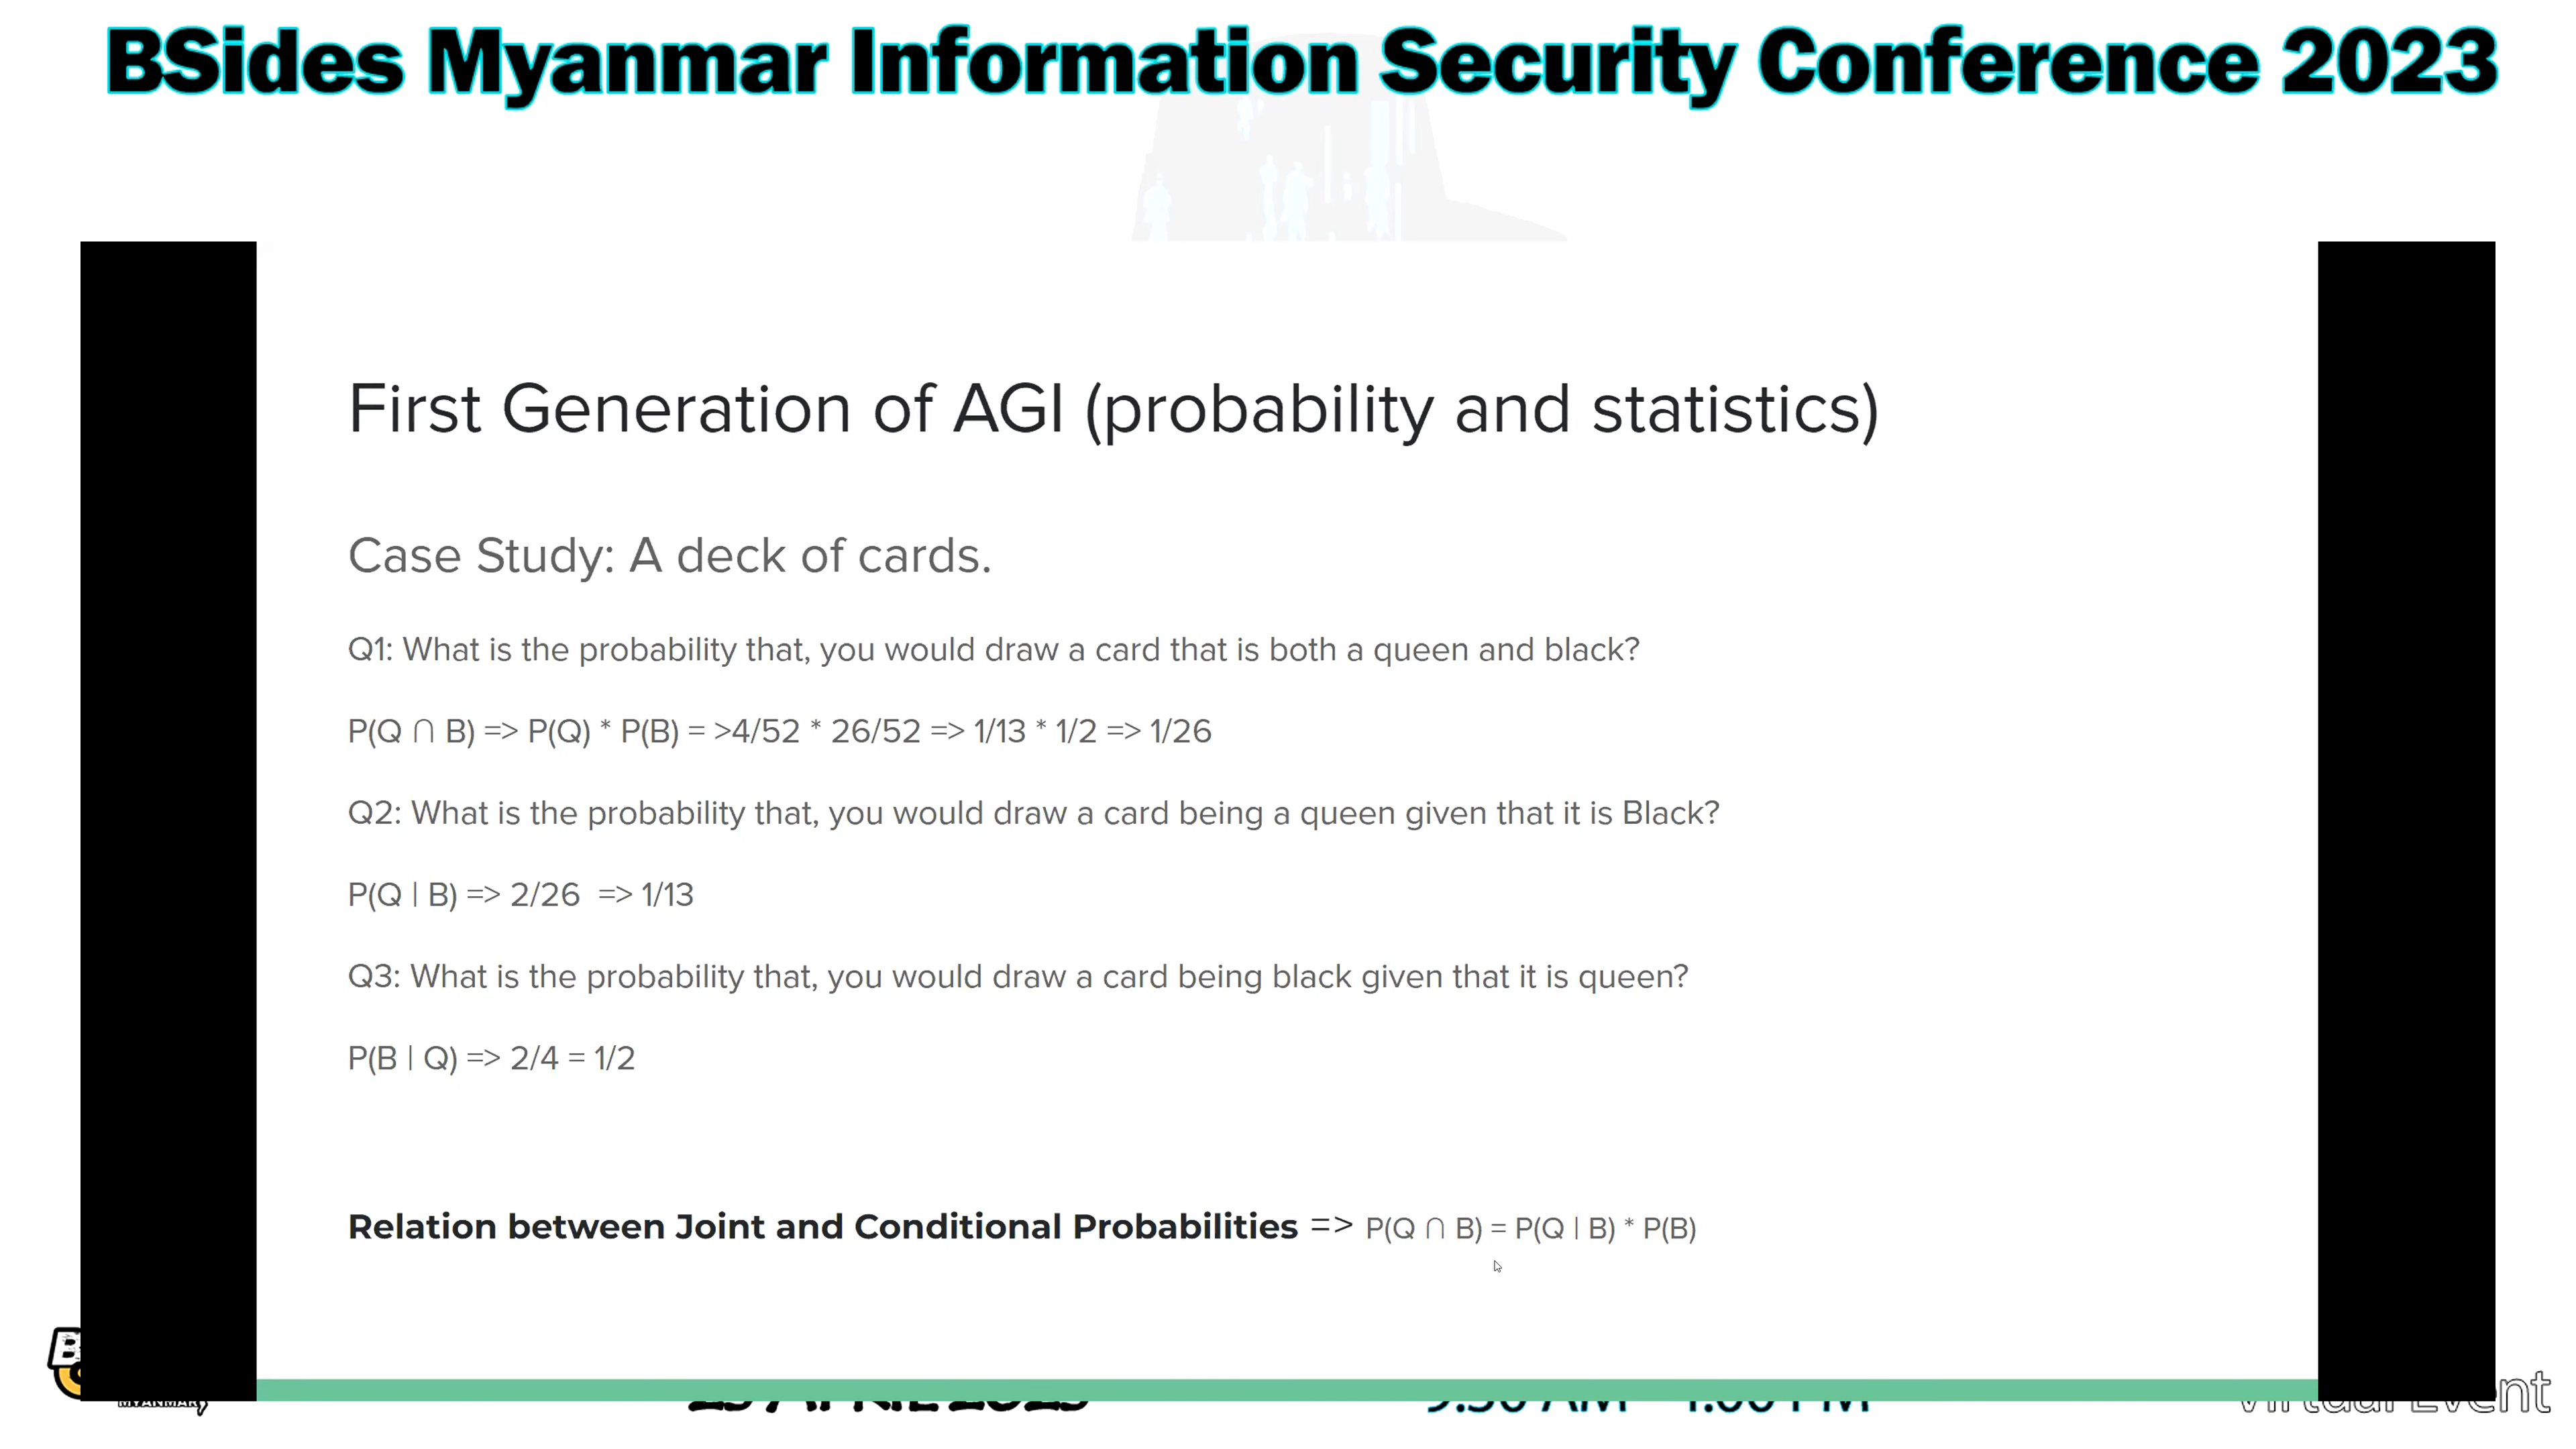 BSides Myanmar Information Security Conference 2023
First Generation of AGI (probability and statistics)
Case Study: A deck of cards.
Q1: What is the probability that, you would draw a card that is both a queen and black?
P(Q ∩ B) => P(Q) * P(B) = >4/52 * 26/52 => 1/13 * 1/2 => 1/26
Q2: What is the probability that, you would draw a card being a queen given that it is Black?
P(Q | B) => 2/26 => 1/13
Q3: What is the probability that, you would draw a card being black given that it is queen?
P(B | Q) => 2/4 = 1/2
Relation between Joint and Conditional Probabilities => P(Q ∩ B) = P(Q | B) * P(B)
MYANMAR
Virtual Event